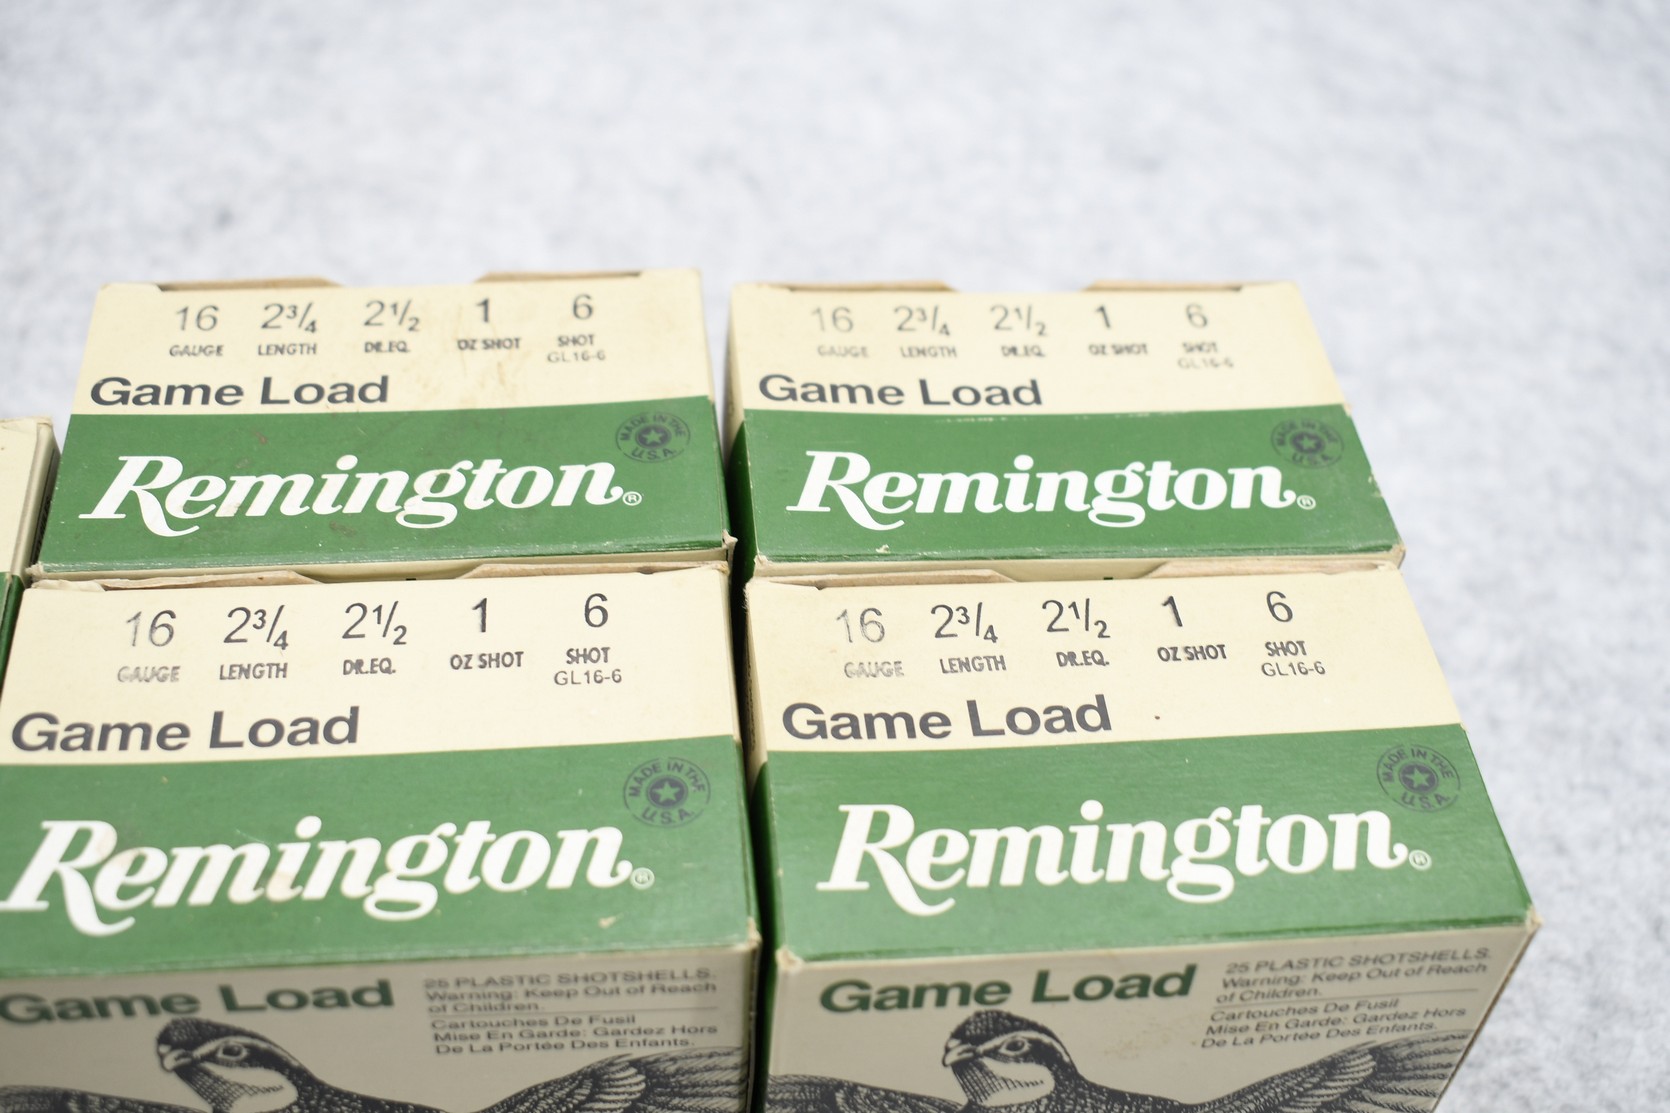 16 2¾ 2½ 1 6
GAUGE LENGTH DR.EQ. OZ SHOT SHOT
GL16-6
Game Load
MADE IN THE
U.S.A.
Remington®
16 2¾ 2½ 1 6
GAUGE LENGTH DR.EQ. OZ SHOT SHOT
GL16-6
Game Load
MADE IN THE
U.S.A.
Remington®
16 2¾ 2½ 1 6
GAUGE LENGTH DR.EQ. OZ SHOT SHOT
GL16-6
Game Load
MADE IN THE
U.S.A.
Remington®
Game Load
25 PLASTIC SHOTSHELLS.
Warning: Keep Out of Reach
of Children.
Cartouches De Fusil
Mise En Garde: Gardez Hors
De La Portée Des Enfants.
16 2¾ 2½ 1 6
GAUGE LENGTH DR.EQ. OZ SHOT SHOT
GL16-6
Game Load
MADE IN THE
U.S.A.
Remington®
Game Load
25 PLASTIC SHOTSHELLS.
Warning: Keep Out of Reach
of Children.
Cartouches De Fusil
Mise En Garde: Gardez Hors
De La Portée Des Enfants.